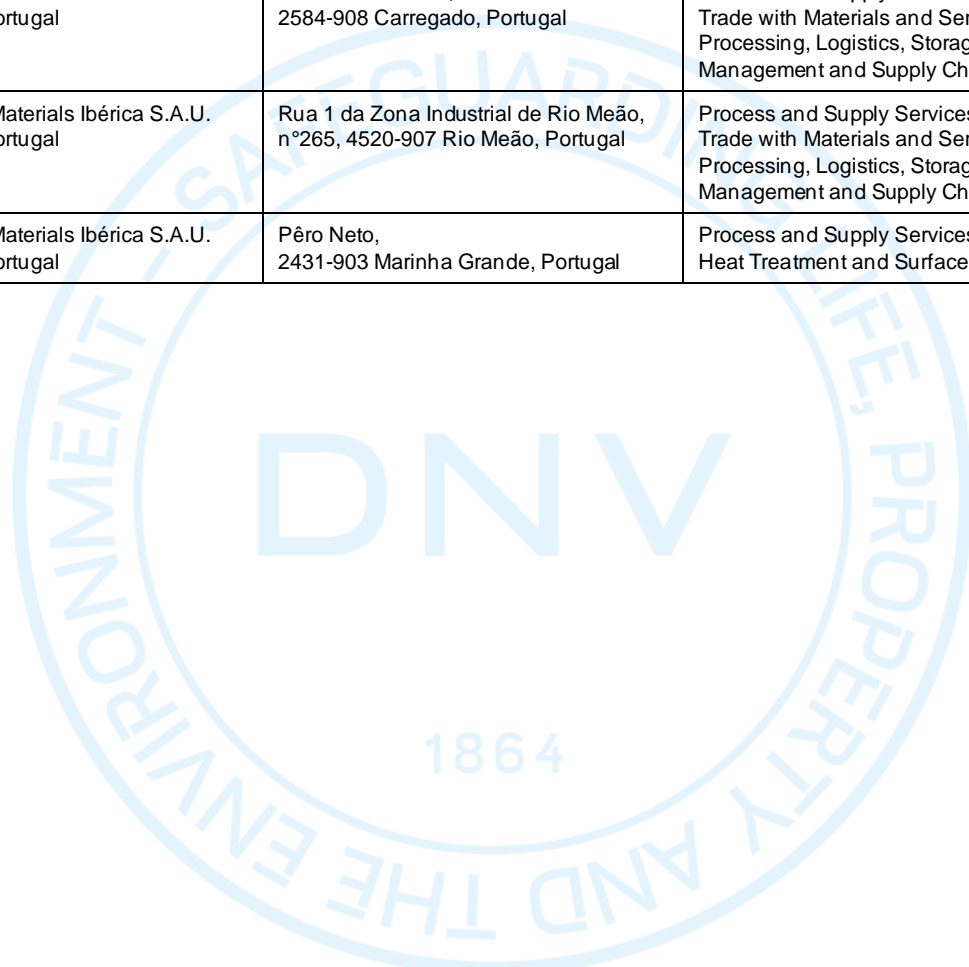 ortugal
2584-908 Carregado, Portugal
Trade with Materials and Ser
Processing, Logistics, Storag
Management and Supply Ch
Materials Ibérica S.A.U.
ortugal
Rua 1 da Zona Industrial de Rio Meão,
n°265, 4520-907 Rio Meão, Portugal
Process and Supply Services
Trade with Materials and Ser
Processing, Logistics, Storag
Management and Supply Ch
Materials Ibérica S.A.U.
ortugal
Pêro Neto,
2431-903 Marinha Grande, Portugal
Process and Supply Services
Heat Treatment and Surface
SAFEGUARDING LIFE, PROPERTY AND THE ENVIRONMENT –
DNV
1864